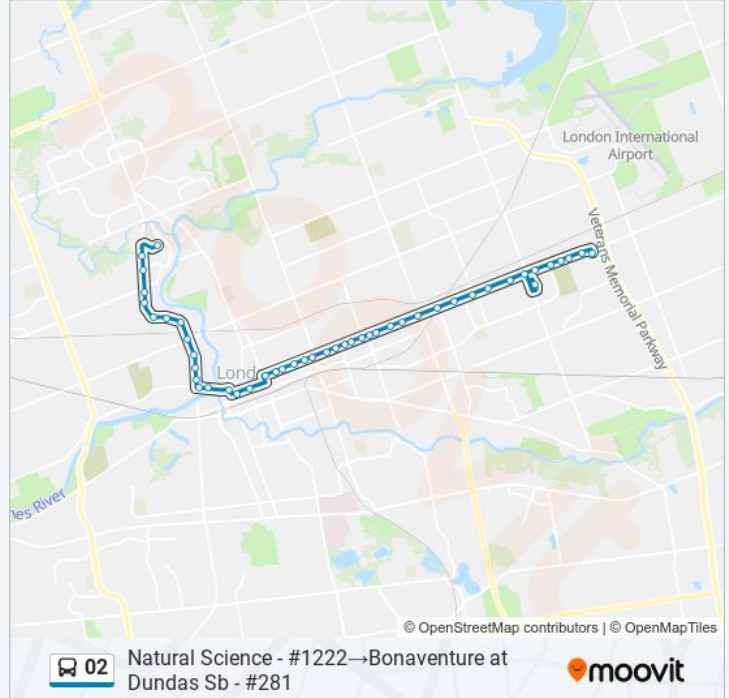 London International
Airport
Veterans Memorial Parkway
Lond
mes River
© OpenStreetMap contributors | © OpenMapTiles
02
Natural Science - #1222→Bonaventure at
Dundas Sb - #281
moovit